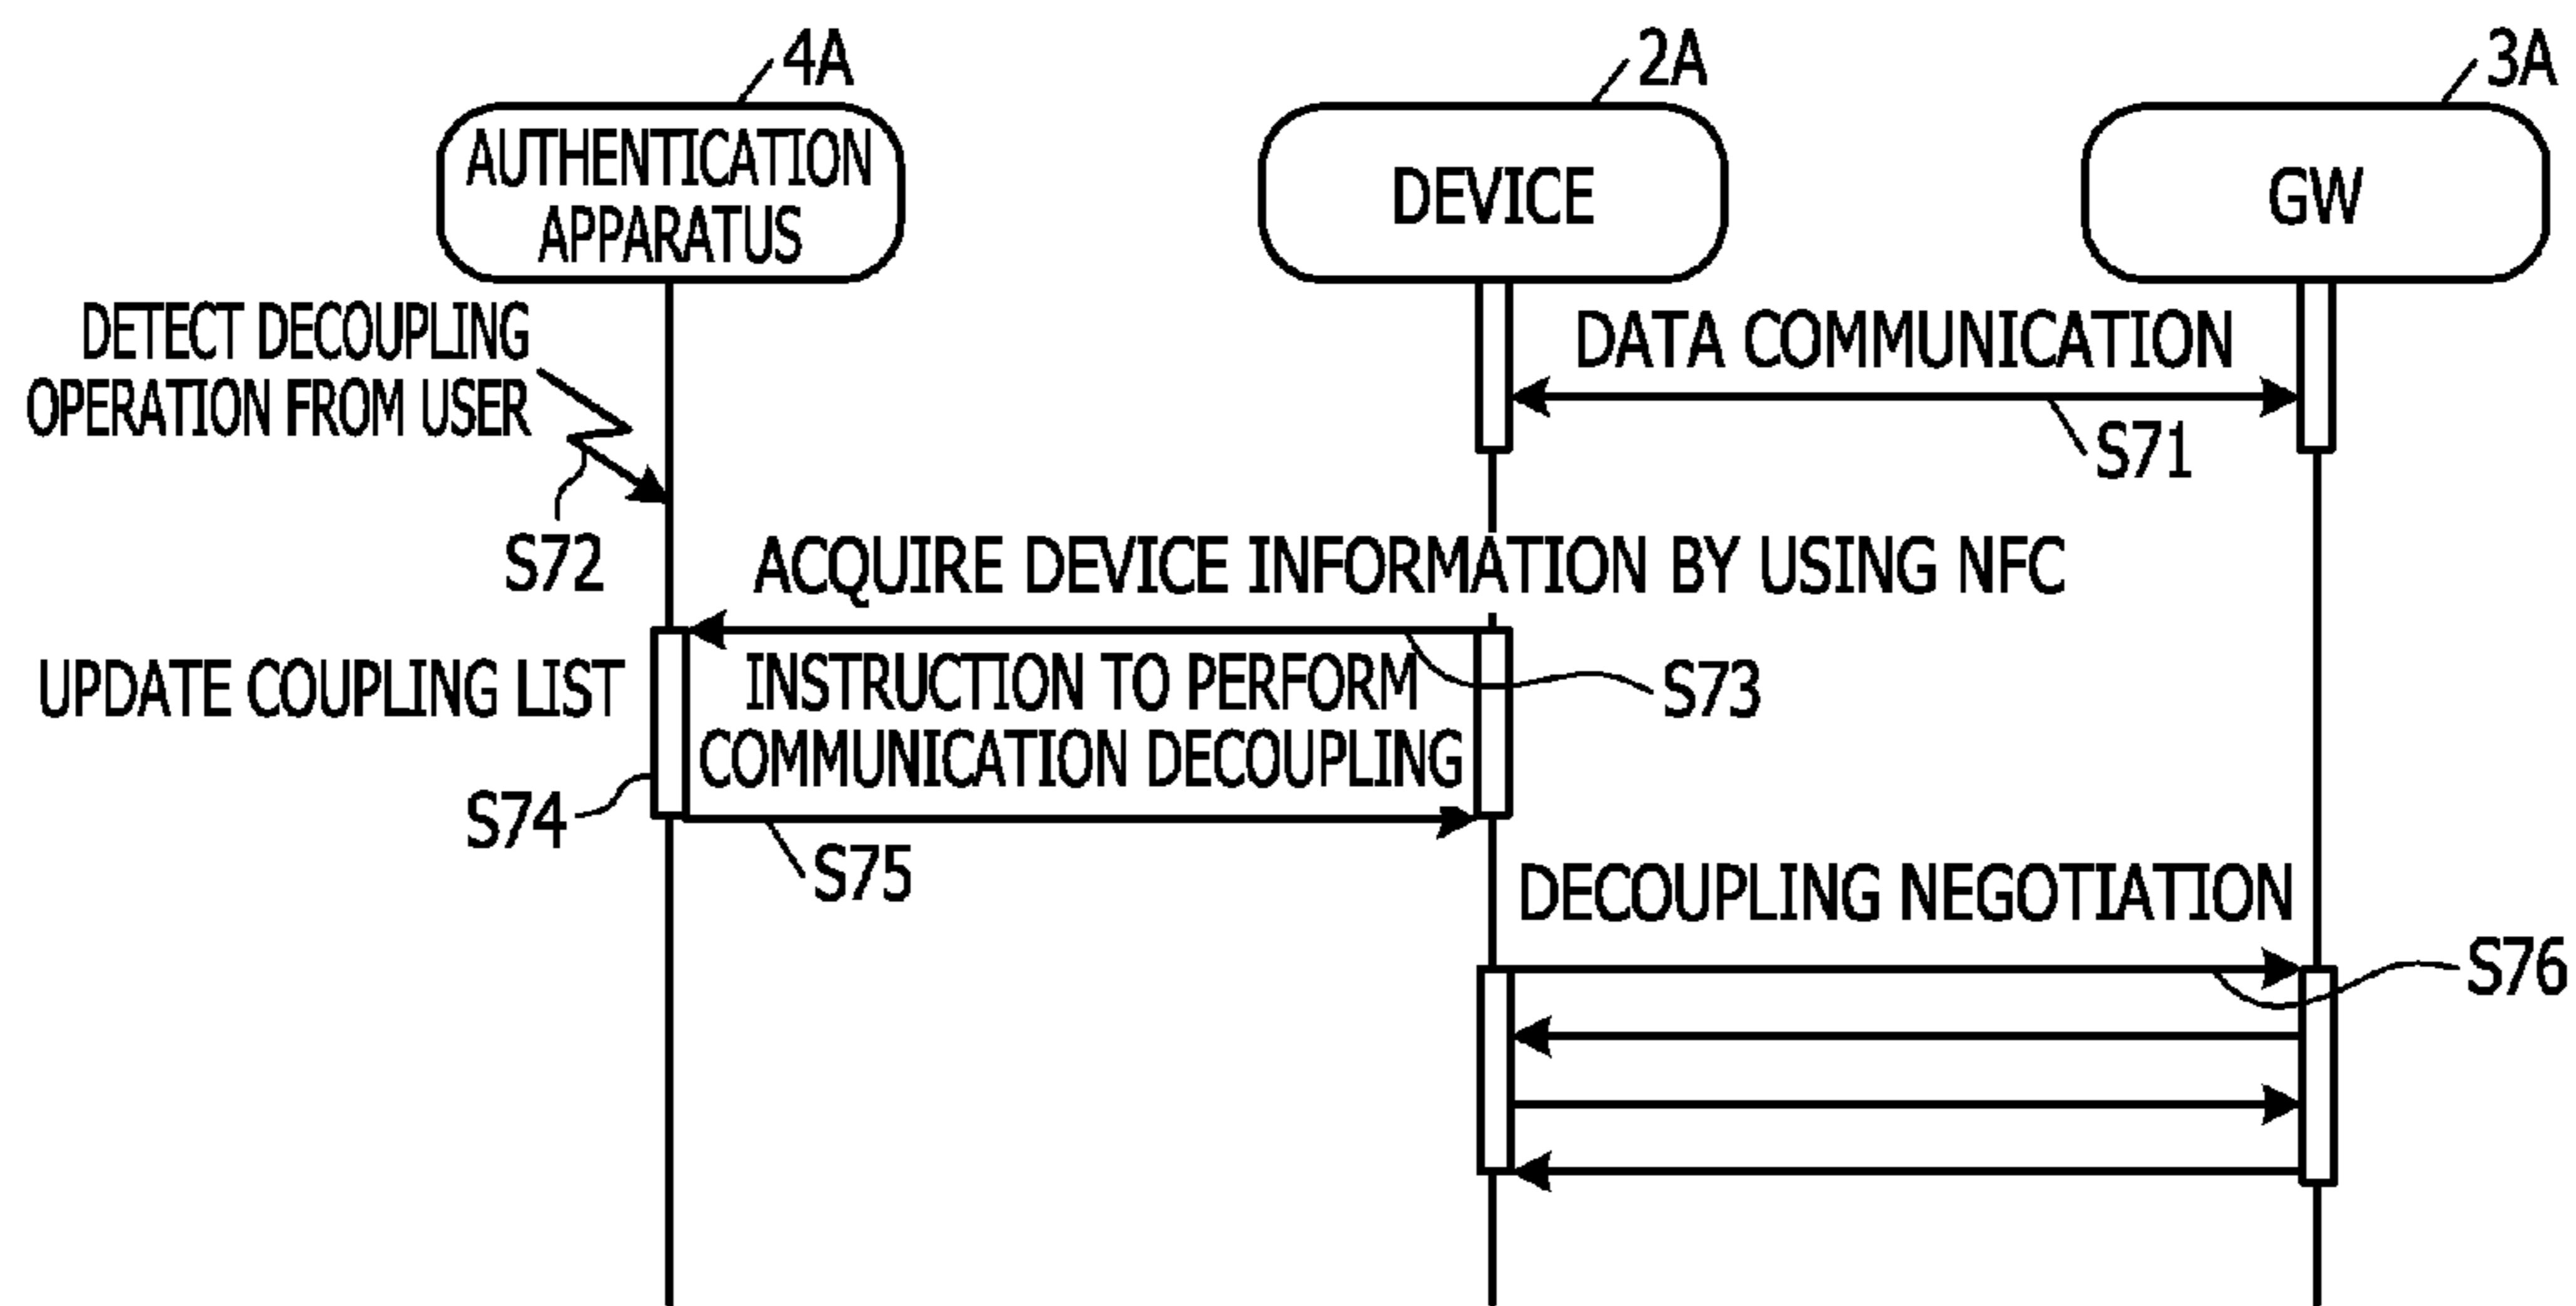 4A
2A
3A
AUTHENTICATION
APPARATUS
DEVICE
GW
DETECT DECOUPLING
OPERATION FROM USER
DATA COMMUNICATION
S71
S72
ACQUIRE DEVICE INFORMATION BY USING NFC
UPDATE COUPLING LIST
INSTRUCTION TO PERFORM
COMMUNICATION DECOUPLING
S73
S74
S75
DECOUPLING NEGOTIATION
S76